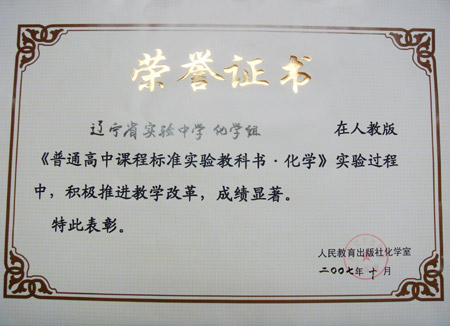 荣誉证书
辽宁省实验中学 化学组 在人教版
《普通高中课程标准实验教科书·化学》实验过程
中，积极推进教学改革，成绩显著。
特此表彰。
人民教育出版社化学室
二00七年十月